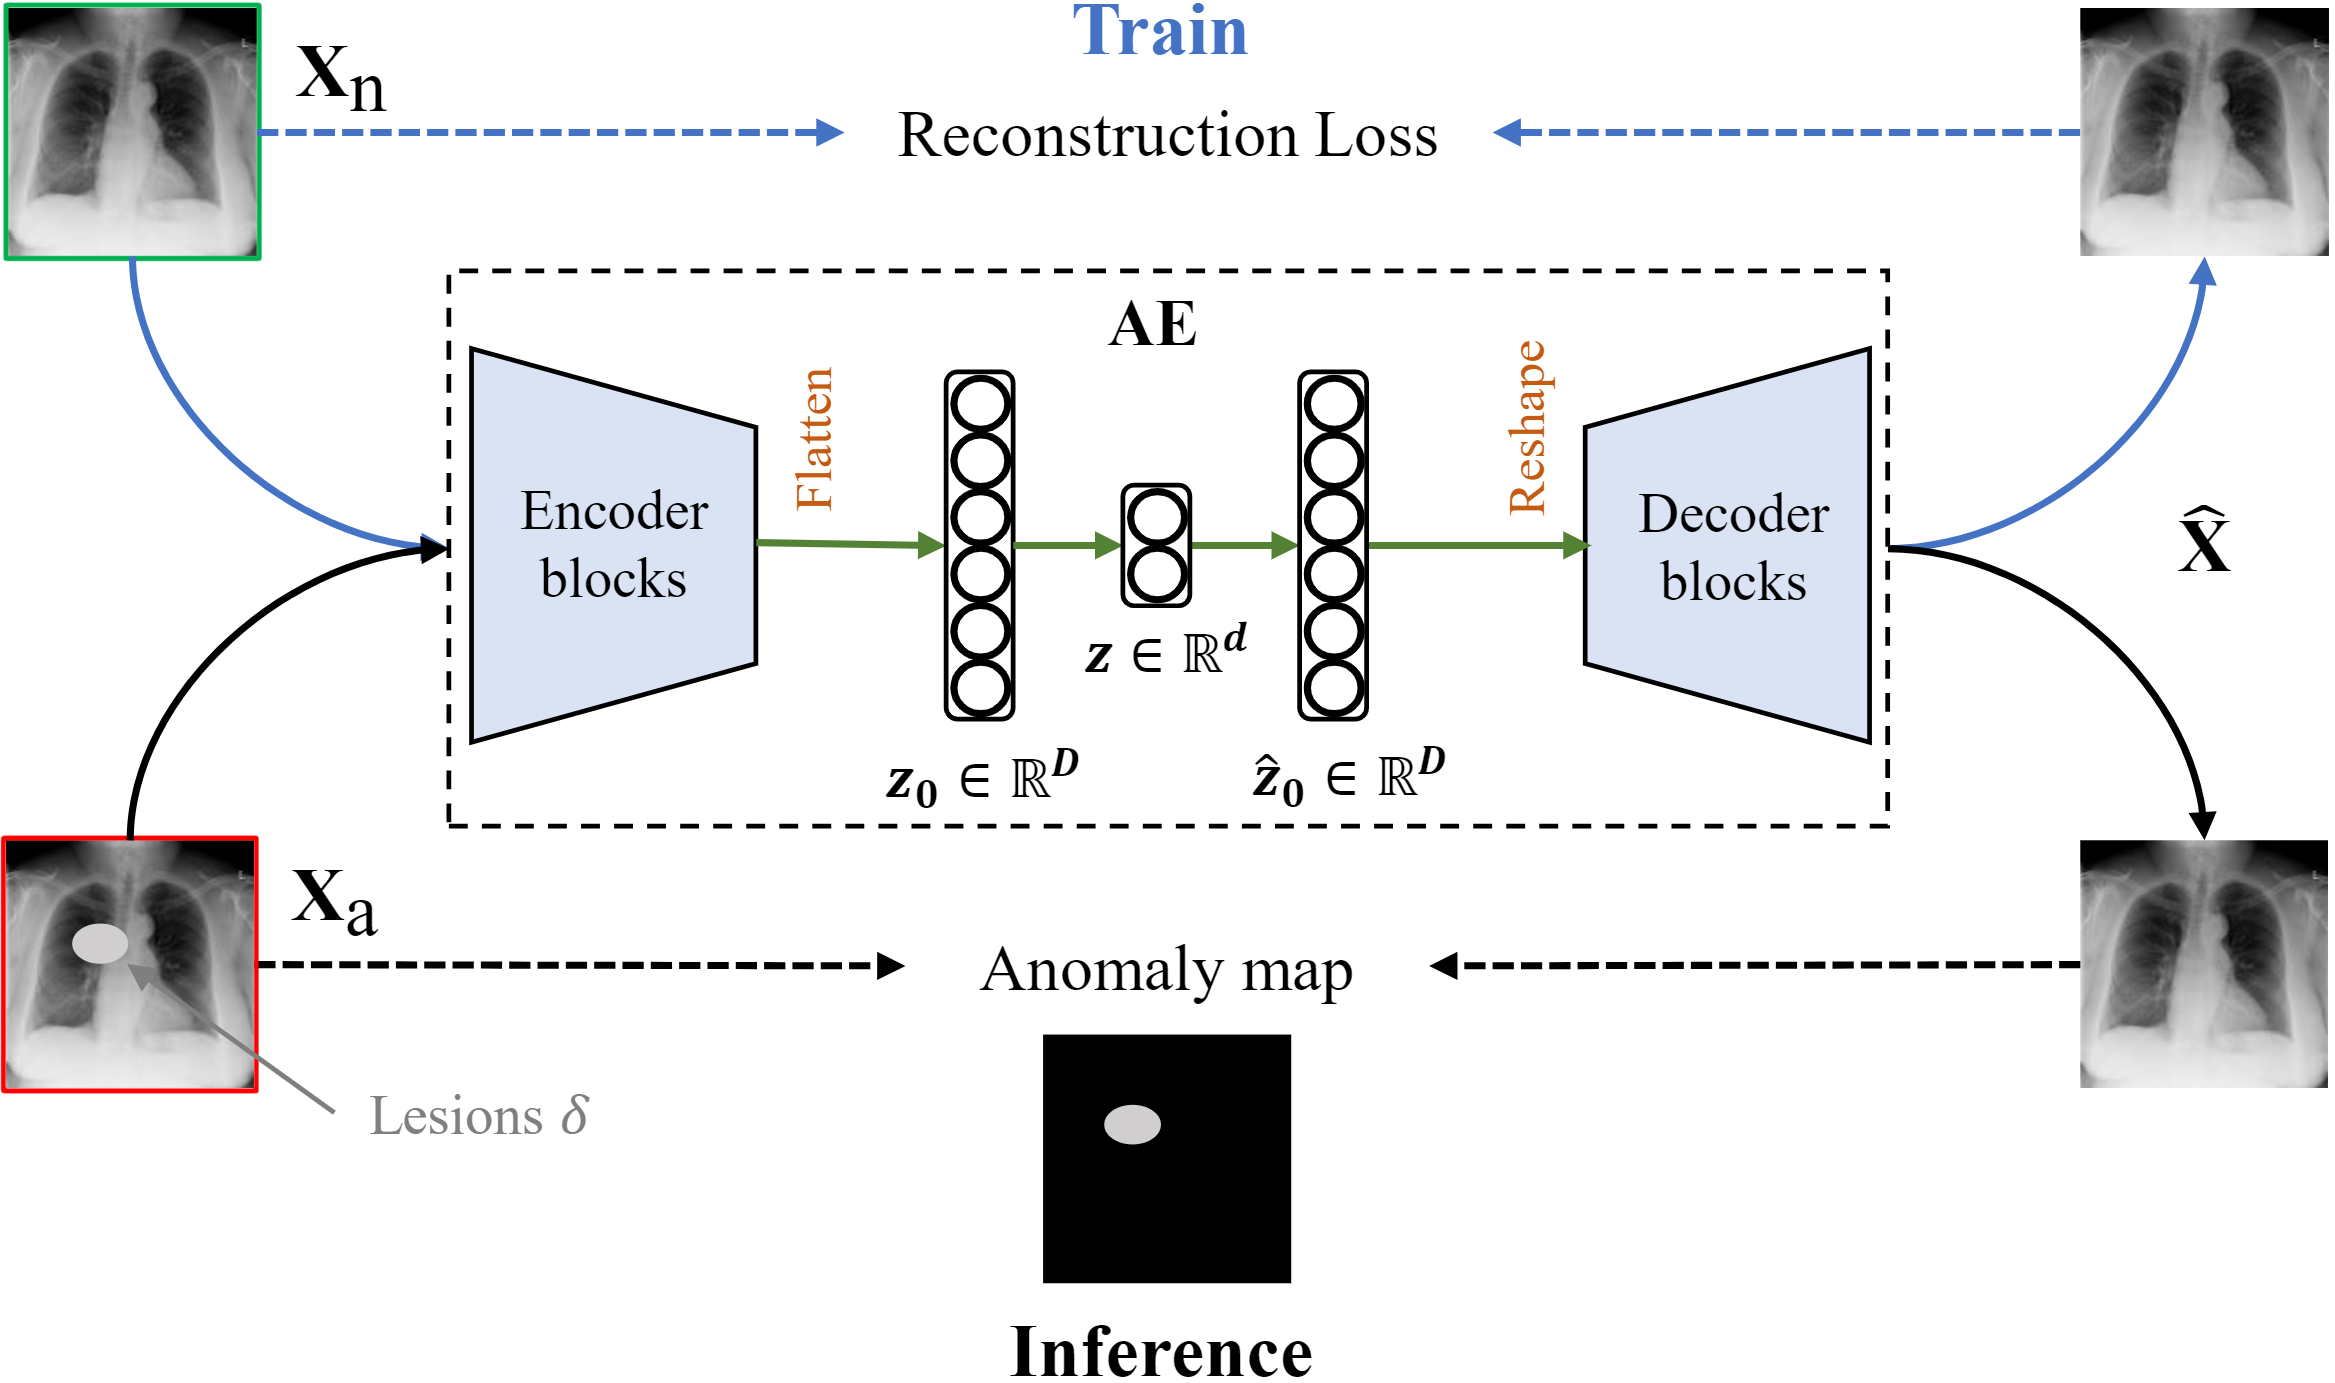 Train
Xₙ
Reconstruction Loss
AE
Flatten
Reshape
Encoder
blocks
Decoder
blocks
X̂
z ∈ ℝᵈ
z₀ ∈ ℝᴰ
ẑ₀ ∈ ℝᴰ
Xₐ
Anomaly map
Lesions δ
Inference